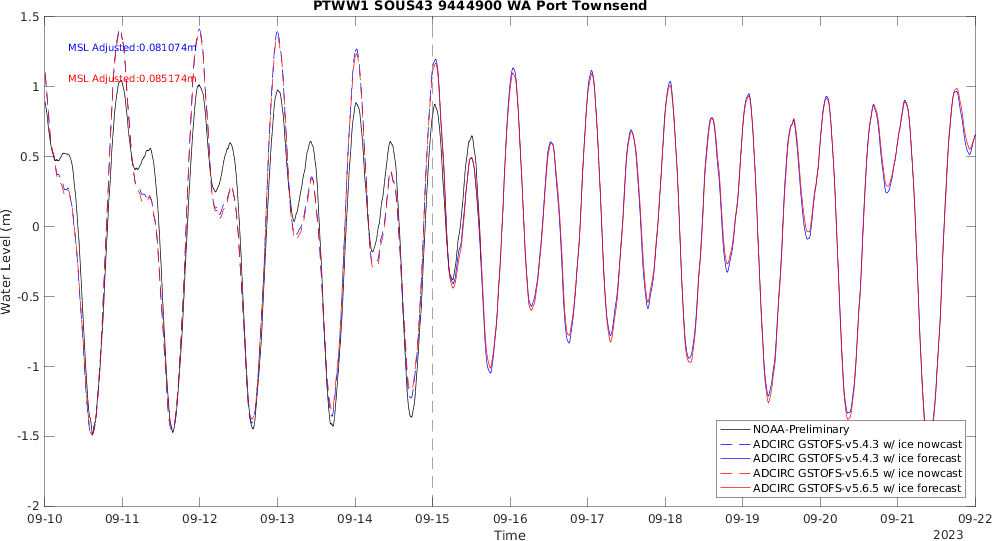 PTWW1 SOUS43 9444900 WA Port Townsend
1.5
1
0.5
0
-0.5
-1
-1.5
-2
Water Level (m)
MSL Adjusted:0.081074m
MSL Adjusted:0.085174m
NOAA-Preliminary
ADCIRC GSTOFS-v5.4.3 w/ ice nowcast
ADCIRC GSTOFS-v5.4.3 w/ ice forecast
ADCIRC GSTOFS-v5.6.5 w/ ice nowcast
ADCIRC GSTOFS-v5.6.5 w/ ice forecast
09-10 09-11 09-12 09-13 09-14 09-15 09-16 09-17 09-18 09-19 09-20 09-21 09-22
Time
2023